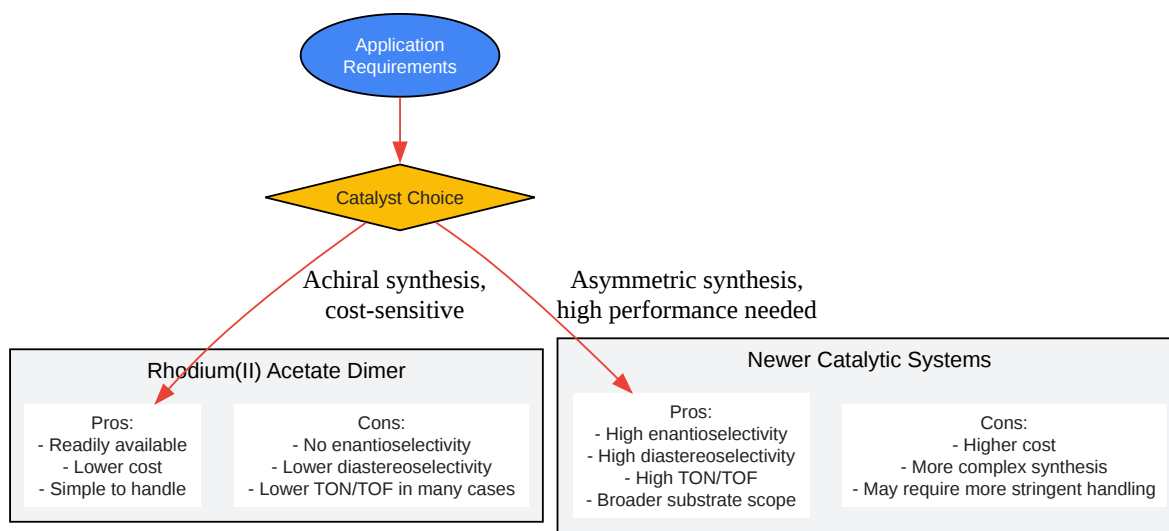 Application
Requirements
Catalyst Choice
Achiral synthesis,
cost-sensitive
Asymmetric synthesis,
high performance needed
Rhodium(II) Acetate Dimer
Pros:
- Readily available
- Lower cost
- Simple to handle
Cons:
- No enantioselectivity
- Lower diastereoselectivity
- Lower TON/TOF in many cases
Newer Catalytic Systems
Pros:
- High enantioselectivity
- High diastereoselectivity
- High TON/TOF
- Broader substrate scope
Cons:
- Higher cost
- More complex synthesis
- May require more stringent handling